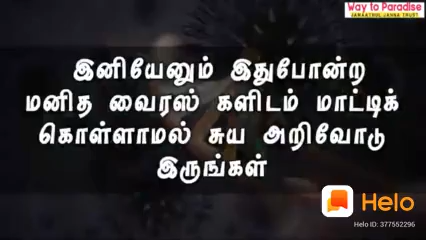 Way to Paradise
JAMAATHUL JANNA TRUST
இனியேனும் இதுபோன்ற
மனித வைரஸ் களிடம் மாட்டிக்
கொள்ளாமல் சுய அறிவோடு
இருங்கள்
Helo
Helo ID: 377552296